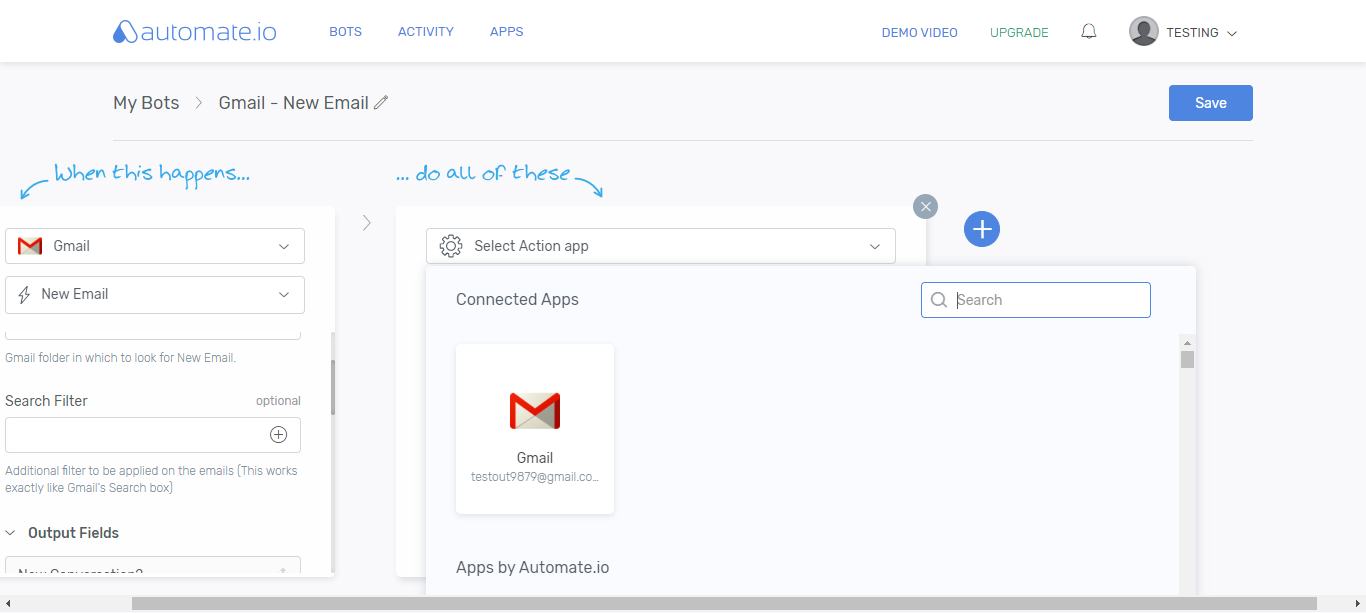 automate.io
BOTS
ACTIVITY
APPS
DEMO VIDEO
UPGRADE
TESTING
My Bots
Gmail - New Email
Save
When this happens...
... do all of these
Gmail
New Email
Gmail folder in which to look for New Email.
Search Filter
optional
Additional filter to be applied on the emails (This works
exactly like Gmail's Search box)
Output Fields
New Conversation?
Select Action app
Connected Apps
Search
Gmail
testout9879@gmail.co...
Apps by Automate.io